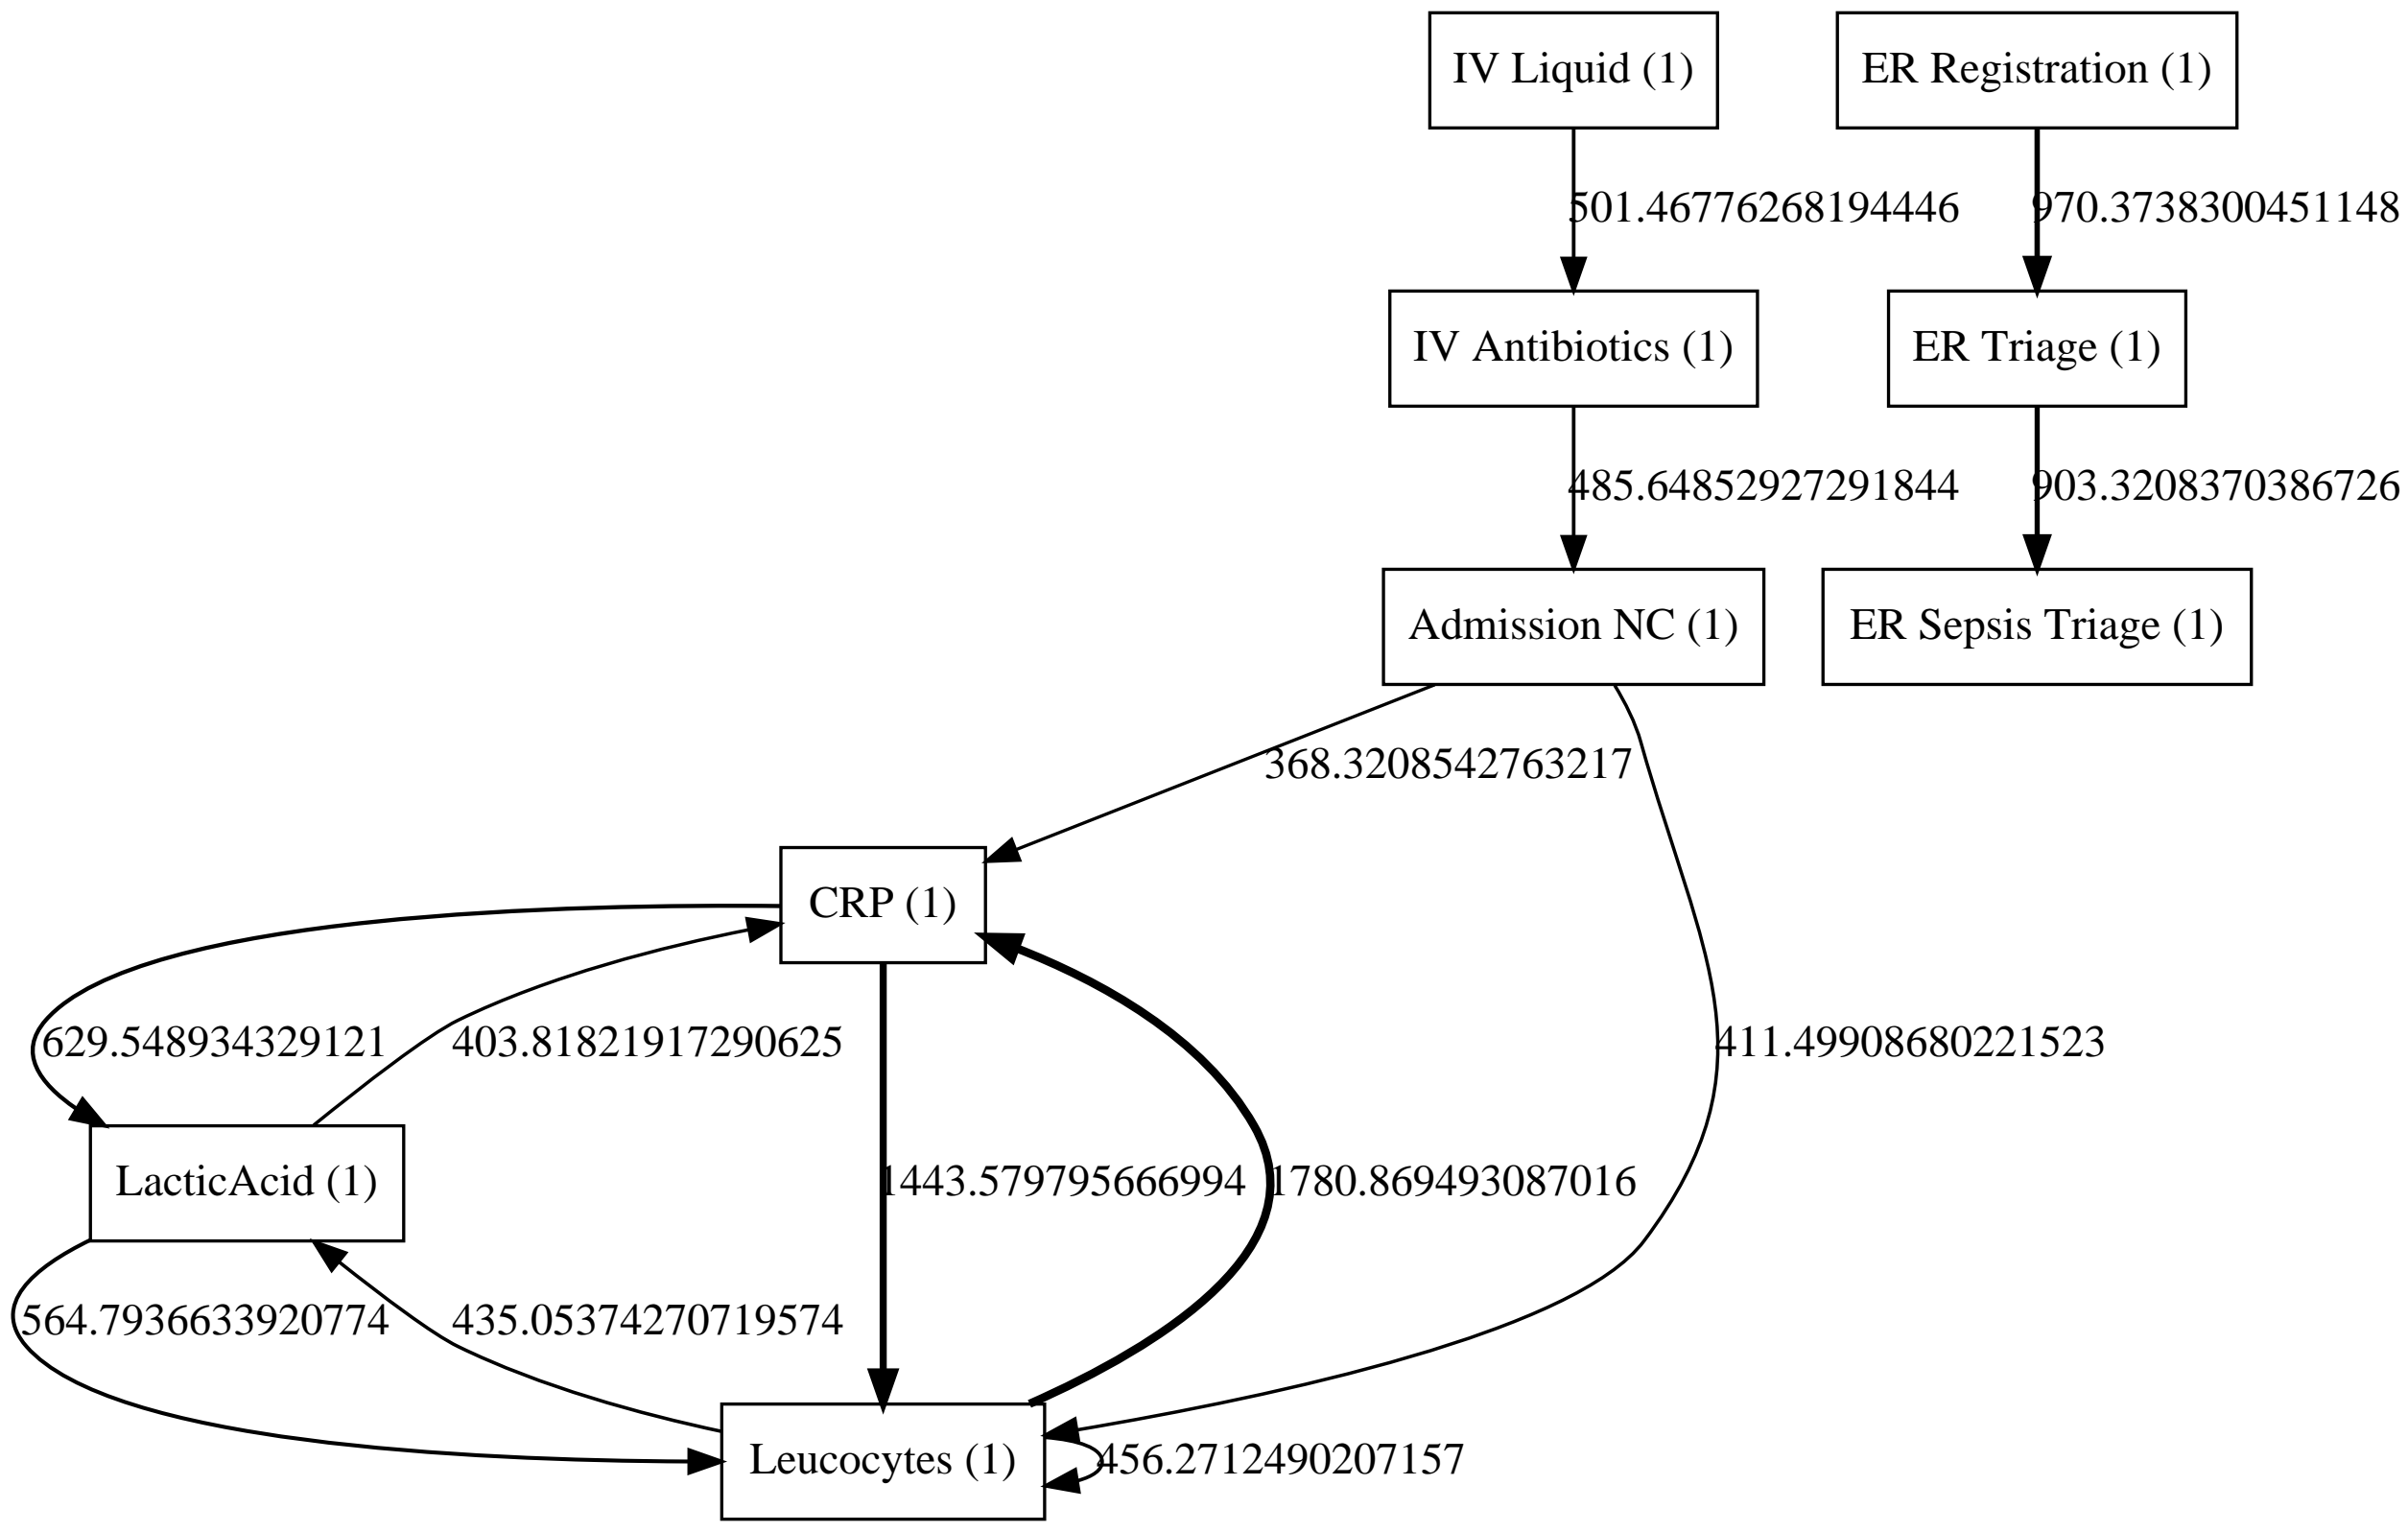 IV Liquid (1)
ER Registration (1)
501.46776268194446
970.3738300451148
IV Antibiotics (1)
ER Triage (1)
485.64852927291844
903.3208370386726
Admission NC (1)
ER Sepsis Triage (1)
368.3208542763217
CRP (1)
629.548934329121
403.81821917290625
411.49908680221523
LacticAcid (1)
1443.579795666994
1780.869493087016
564.7936633920774
435.05374270719574
Leucocytes (1)
456.2712490207157